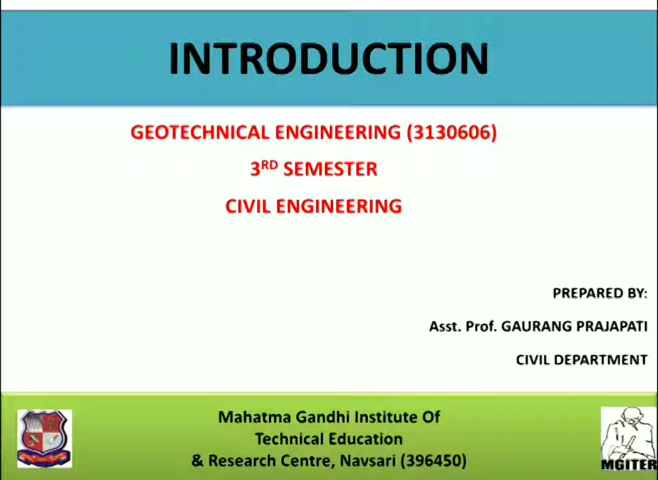 INTRODUCTION
GEOTECHNICAL ENGINEERING (3130606)
3RD SEMESTER
CIVIL ENGINEERING
PREPARED BY:
Asst. Prof. GAURANG PRAJAPATI
CIVIL DEPARTMENT
Mahatma Gandhi Institute Of
Technical Education
& Research Centre, Navsari (396450)
MGITER